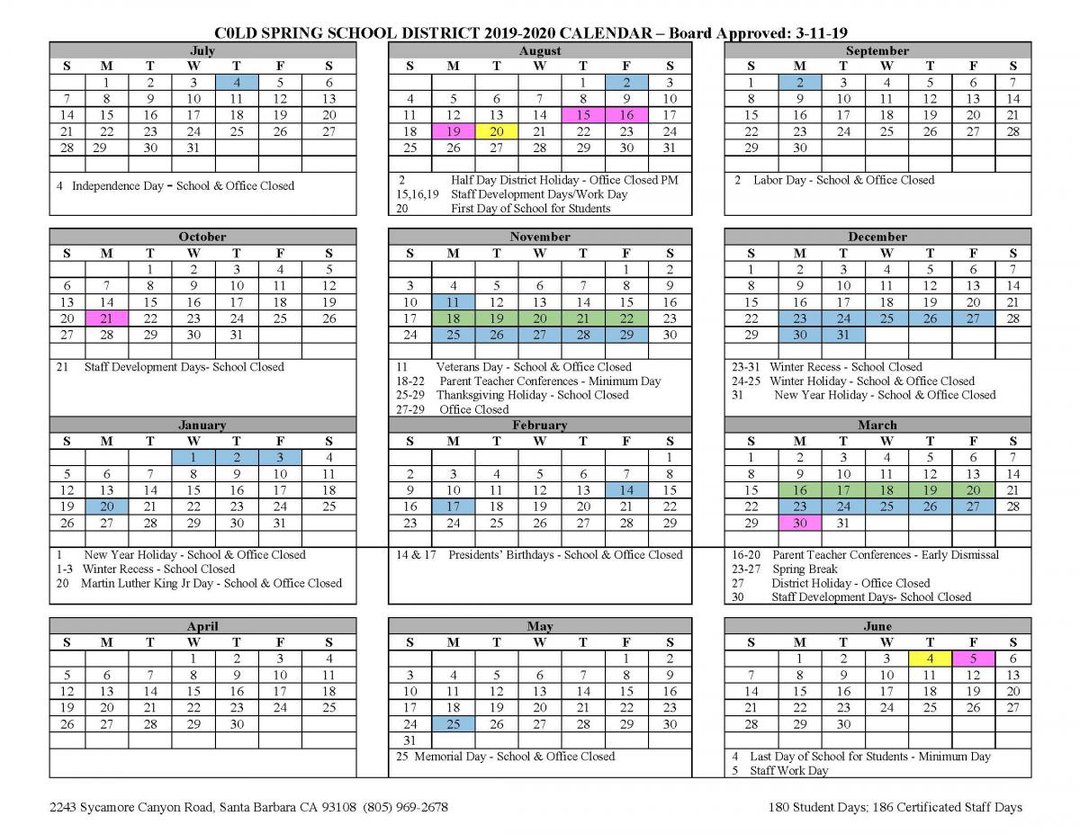 C0LD SPRING SCHOOL DISTRICT 2019-2020 CALENDAR – Board Approved: 3-11-19
July
S M T W T F S
1 2 3 4 5 6
7 8 9 10 11 12 13
14 15 16 17 18 19 20
21 22 23 24 25 26 27
28 29 30 31
4 Independence Day - School & Office Closed
August
S M T W T F S
1 2 3
4 5 6 7 8 9 10
11 12 13 14 15 16 17
18 19 20 21 22 23 24
25 26 27 28 29 30 31
2 Half Day District Holiday - Office Closed PM
15,16,19 Staff Development Days/Work Day
20 First Day of School for Students
September
S M T W T F S
1 2 3 4 5 6 7
8 9 10 11 12 13 14
15 16 17 18 19 20 21
22 23 24 25 26 27 28
29 30
2 Labor Day - School & Office Closed
October
S M T W T F S
1 2 3 4 5
6 7 8 9 10 11 12
13 14 15 16 17 18 19
20 21 22 23 24 25 26
27 28 29 30 31
21 Staff Development Days- School Closed
November
S M T W T F S
1 2
3 4 5 6 7 8 9
10 11 12 13 14 15 16
17 18 19 20 21 22 23
24 25 26 27 28 29 30
11 Veterans Day - School & Office Closed
18-22 Parent Teacher Conferences - Minimum Day
25-29 Thanksgiving Holiday - School Closed
27-29 Office Closed
December
S M T W T F S
1 2 3 4 5 6 7
8 9 10 11 12 13 14
15 16 17 18 19 20 21
22 23 24 25 26 27 28
29 30 31
23-31 Winter Recess - School Closed
24-25 Winter Holiday - School & Office Closed
31 New Year Holiday - School & Office Closed
January
S M T W T F S
1 2 3 4
5 6 7 8 9 10 11
12 13 14 15 16 17 18
19 20 21 22 23 24 25
26 27 28 29 30 31
1 New Year Holiday - School & Office Closed
1-3 Winter Recess - School Closed
20 Martin Luther King Jr Day - School & Office Closed
February
S M T W T F S
1
2 3 4 5 6 7 8
9 10 11 12 13 14 15
16 17 18 19 20 21 22
23 24 25 26 27 28 29
14 & 17 Presidents' Birthdays - School & Office Closed
March
S M T W T F S
1 2 3 4 5 6 7
8 9 10 11 12 13 14
15 16 17 18 19 20 21
22 23 24 25 26 27 28
29 30 31
16-20 Parent Teacher Conferences - Early Dismissal
23-27 Spring Break
27 District Holiday - Office Closed
30 Staff Development Days- School Closed
April
S M T W T F S
1 2 3 4
5 6 7 8 9 10 11
12 13 14 15 16 17 18
19 20 21 22 23 24 25
26 27 28 29 30
May
S M T W T F S
1 2
3 4 5 6 7 8 9
10 11 12 13 14 15 16
17 18 19 20 21 22 23
24 25 26 27 28 29 30
31
25 Memorial Day - School & Office Closed
June
S M T W T F S
1 2 3 4 5 6
7 8 9 10 11 12 13
14 15 16 17 18 19 20
21 22 23 24 25 26 27
28 29 30
4 Last Day of School for Students - Minimum Day
5 Staff Work Day
2243 Sycamore Canyon Road, Santa Barbara CA 93108 (805) 969-2678
180 Student Days; 186 Certificated Staff Days